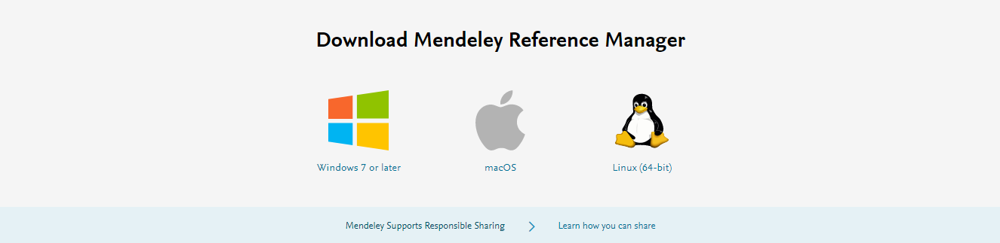 Download Mendeley Reference Manager
Windows 7 or later
macOS
Linux (64-bit)
Mendeley Supports Responsible Sharing
Learn how you can share